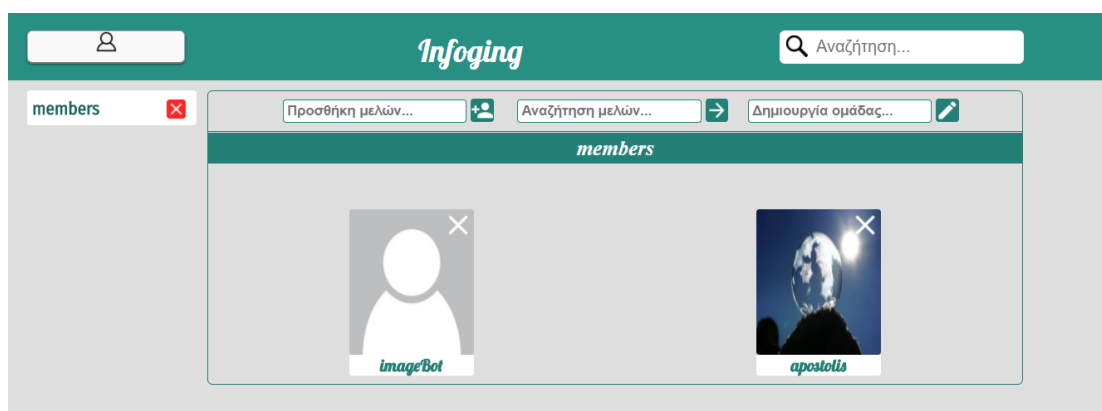 Infoging
Αναζήτηση...
members
Προσθήκη μελών...
Αναζήτηση μελών...
Δημιουργία ομάδας...
members
imageBot
apostolis